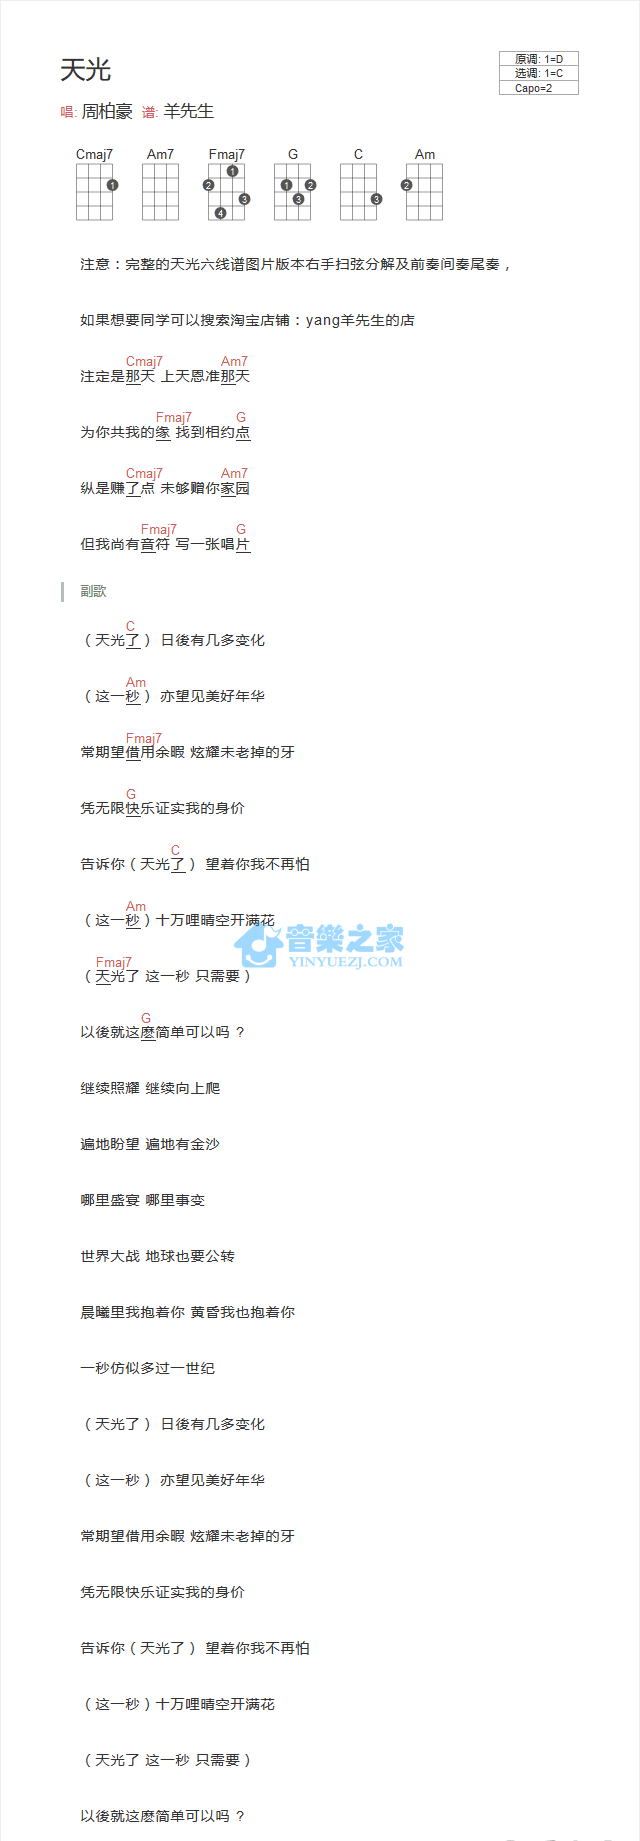 天光
原调: 1=D
选调: 1=C
Capo=2
唱: 周柏豪 谱: 羊先生
Cmaj7 Am7 Fmaj7 G C Am
1
2 1 3 4
1 2 3
3
2
注意：完整的天光六线谱图片版本右手扫弦分解及前奏间奏尾奏，
如果想要同学可以搜索淘宝店铺：yang羊先生的店
Cmaj7 Am7
注定是那天 上天恩准那天
Fmaj7 G
为你共我的缘 找到相约点
Cmaj7 Am7
纵是赚了点 未够赠你家园
Fmaj7 G
但我尚有音符 写一张唱片
副歌
C
（天光了） 日後有几多变化
Am
（这一秒） 亦望见美好年华
Fmaj7
常期望借用余暇 炫耀未老掉的牙
G
凭无限快乐证实我的身价
C
告诉你（天光了） 望着你我不再怕
Am
（这一秒）十万哩晴空开满花
音樂之家
YINYUEZJ.COM
Fmaj7
（天光了 这一秒 只需要）
G
以後就这麽简单可以吗？
继续照耀 继续向上爬
遍地盼望 遍地有金沙
哪里盛宴 哪里事变
世界大战 地球也要公转
晨曦里我抱着你 黄昏我也抱着你
一秒仿似多过一世纪
（天光了） 日後有几多变化
（这一秒） 亦望见美好年华
常期望借用余暇 炫耀未老掉的牙
凭无限快乐证实我的身价
告诉你（天光了） 望着你我不再怕
（这一秒）十万哩晴空开满花
（天光了 这一秒 只需要）
以後就这麽简单可以吗？